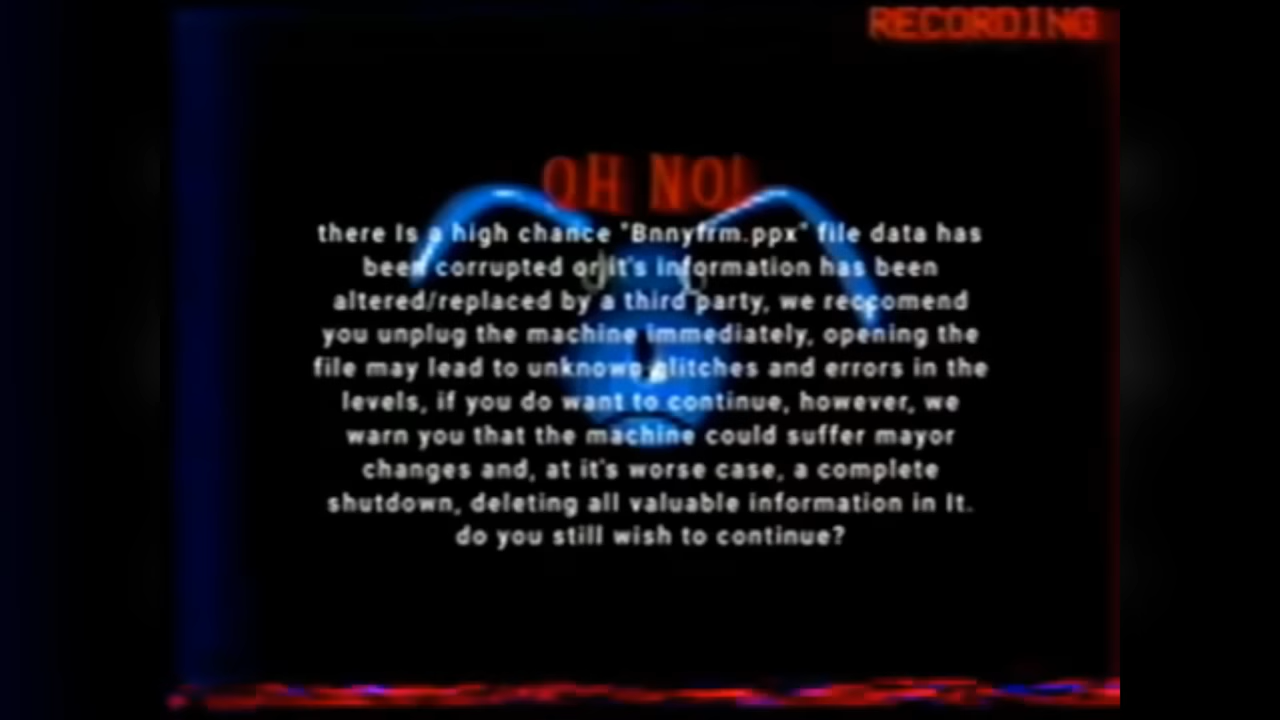 RECORDING
OH NO!
there Is a high chance "Bnnyfrm.ppx" file data has
been corrupted or it's information has been
altered/replaced by a third party, we reccomend
you unplug the machine immediately, opening the
file may lead to unknown glitches and errors in the
levels, if you do want to continue, however, we
warn you that the machine could suffer mayor
changes and, at it's worse case, a complete
shutdown, deleting all valuable information in It.
do you still wish to continue?